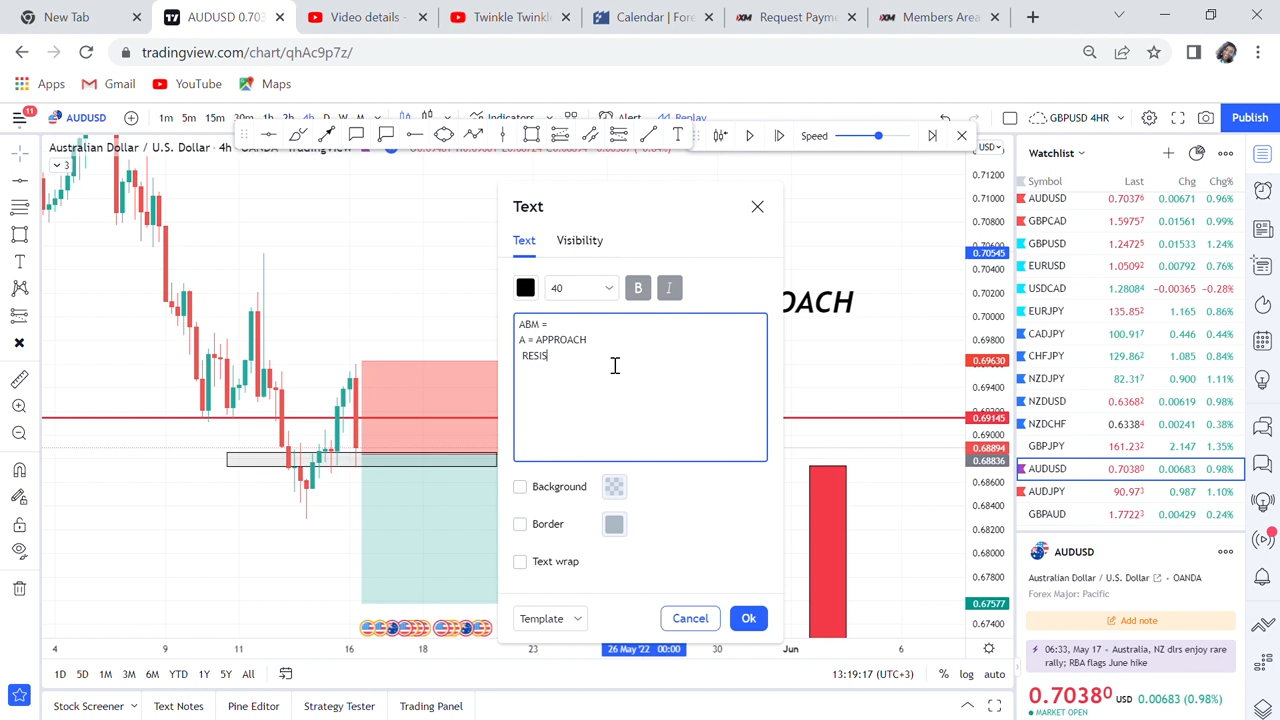 New Tab
AUDUSD 0.703
Video details -
Twinkle Twinkl
Calendar | Fore
Request Payme
Members Area
tradingview.com/chart/qhAc9p7z/
Apps
Gmail
YouTube
Maps
11
AUDUSD
1m 5m 15m 30m 1h 2h 4h D W M
Indicators
Alert
Replay
GBPUSD 4HR
Publish
Speed
Australian Dollar / U.S. Dollar · 4h · OANDA
3
USD
Watchlist
Symbol Last Chg Chg%
AUDUSD 0.7037⁶ 0.00671 0.96%
GBPCAD 1.5975⁷ 0.01561 0.99%
GBPUSD 1.2472⁵ 0.01533 1.24%
EURUSD 1.0509² 0.00792 0.76%
USDCAD 1.2808⁴ −0.00365 −0.28%
EURJPY 135.85² 1.165 0.86%
CADJPY 100.91⁷ 0.446 0.44%
CHFJPY 129.86² 1.085 0.84%
NZDJPY 82.31⁷ 0.900 1.11%
NZDUSD 0.6368² 0.00619 0.98%
NZDCHF 0.6338⁴ 0.00241 0.38%
GBPJPY 161.23² 2.147 1.35%
AUDUSD 0.7038⁰ 0.00683 0.98%
AUDJPY 90.97³ 0.987 1.10%
GBPAUD 1.7722³ 0.00429 0.24%
0.71200
0.71000
0.70800
0.70545
0.70400
0.70200
0.70000
0.69800
0.69630
0.69400
0.69145
0.69000
0.68894
0.68836
0.68600
0.68400
0.68200
0.68000
0.67800
0.67577
0.67400
OACH
Text
Text
Visibility
40
B
I
ABM =
A = APPROACH
RESIS
Background
Border
Text wrap
Template
Cancel
Ok
4 9 11 16 18 23 26 May '22 00:00 30 Jun 6
1D 5D 1M 3M 6M YTD 1Y 5Y All
13:19:17 (UTC+3)
% log auto
Stock Screener
Text Notes
Pine Editor
Strategy Tester
Trading Panel
AUDUSD
Australian Dollar / U.S. Dollar · OANDA
Forex Major: Pacific
Add note
06:33, May 17 • Australia, NZ dlrs enjoy rare
rally; RBA flags June hike
0.7038⁰ USD 0.00683 (0.98%)
MARKET OPEN